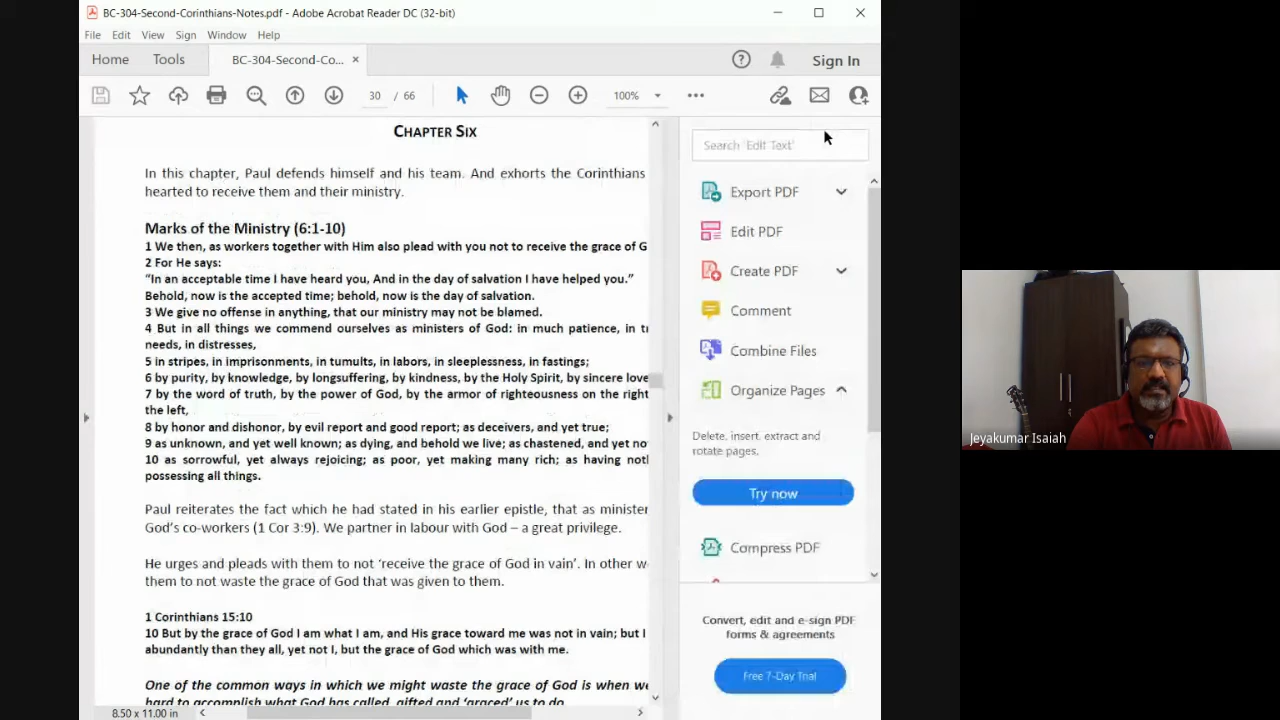 BC-304-Second-Corinthians-Notes.pdf - Adobe Acrobat Reader DC (32-bit)
File Edit View Sign Window Help
Home Tools BC-304-Second-Co... × Sign In
30 / 66 100%
CHAPTER SIX
In this chapter, Paul defends himself and his team. And exhorts the Corinthians
hearted to receive them and their ministry.
Marks of the Ministry (6:1-10)
1 We then, as workers together with Him also plead with you not to receive the grace of G
2 For He says:
“In an acceptable time I have heard you, And in the day of salvation I have helped you.”
Behold, now is the accepted time; behold, now is the day of salvation.
3 We give no offense in anything, that our ministry may not be blamed.
4 But in all things we commend ourselves as ministers of God: in much patience, in tr
needs, in distresses,
5 in stripes, in imprisonments, in tumults, in labors, in sleeplessness, in fastings;
6 by purity, by knowledge, by longsuffering, by kindness, by the Holy Spirit, by sincere love
7 by the word of truth, by the power of God, by the armor of righteousness on the right
the left,
8 by honor and dishonor, by evil report and good report; as deceivers, and yet true;
9 as unknown, and yet well known; as dying, and behold we live; as chastened, and yet no
10 as sorrowful, yet always rejoicing; as poor, yet making many rich; as having not
possessing all things.
Paul reiterates the fact which he had stated in his earlier epistle, that as minister
God’s co-workers (1 Cor 3:9). We partner in labour with God – a great privilege.
He urges and pleads with them to not ‘receive the grace of God in vain’. In other w
them to not waste the grace of God that was given to them.
1 Corinthians 15:10
10 But by the grace of God I am what I am, and His grace toward me was not in vain; but I
abundantly than they all, yet not I, but the grace of God which was with me.
One of the common ways in which we might waste the grace of God is when we
hard to accomplish what God has called, gifted and ‘graced’ us to do.
8.50 x 11.00 in
Search 'Edit Text'
Export PDF
Edit PDF
Create PDF
Comment
Combine Files
Organize Pages
Delete, insert, extract and
rotate pages.
Try now
Compress PDF
Convert, edit and e-sign PDF
forms & agreements
Free 7-Day Trial
Jeyakumar Isaiah